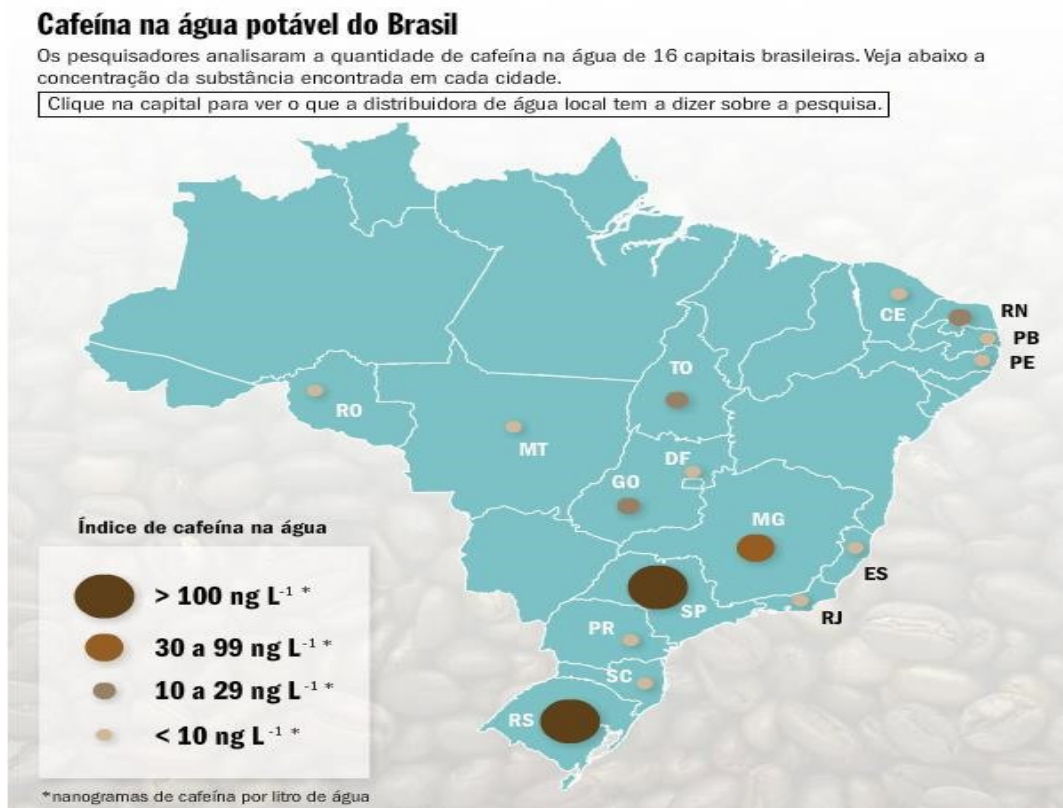 Cafeína na água potável do Brasil
Os pesquisadores analisaram a quantidade de cafeína na água de 16 capitais brasileiras. Veja abaixo a
concentração da substância encontrada em cada cidade.
Clique na capital para ver o que a distribuidora de água local tem a dizer sobre a pesquisa.
CE
RN
PB
PE
TO
RO
MT
DF
GO
MG
ES
SP
RJ
PR
SC
RS
Índice de cafeína na água
> 100 ng L-1 *
30 a 99 ng L-1 *
10 a 29 ng L-1 *
< 10 ng L-1 *
*nanogramas de cafeína por litro de água